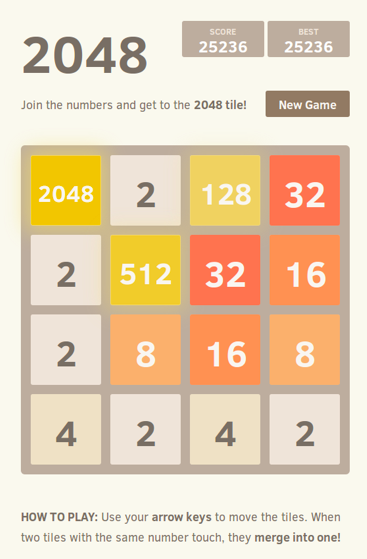 2048
SCORE
25236
BEST
25236
Join the numbers and get to the 2048 tile!
New Game
2048 2 128 32
2 512 32 16
2 8 16 8
4 2 4 2
HOW TO PLAY: Use your arrow keys to move the tiles. When
two tiles with the same number touch, they merge into one!